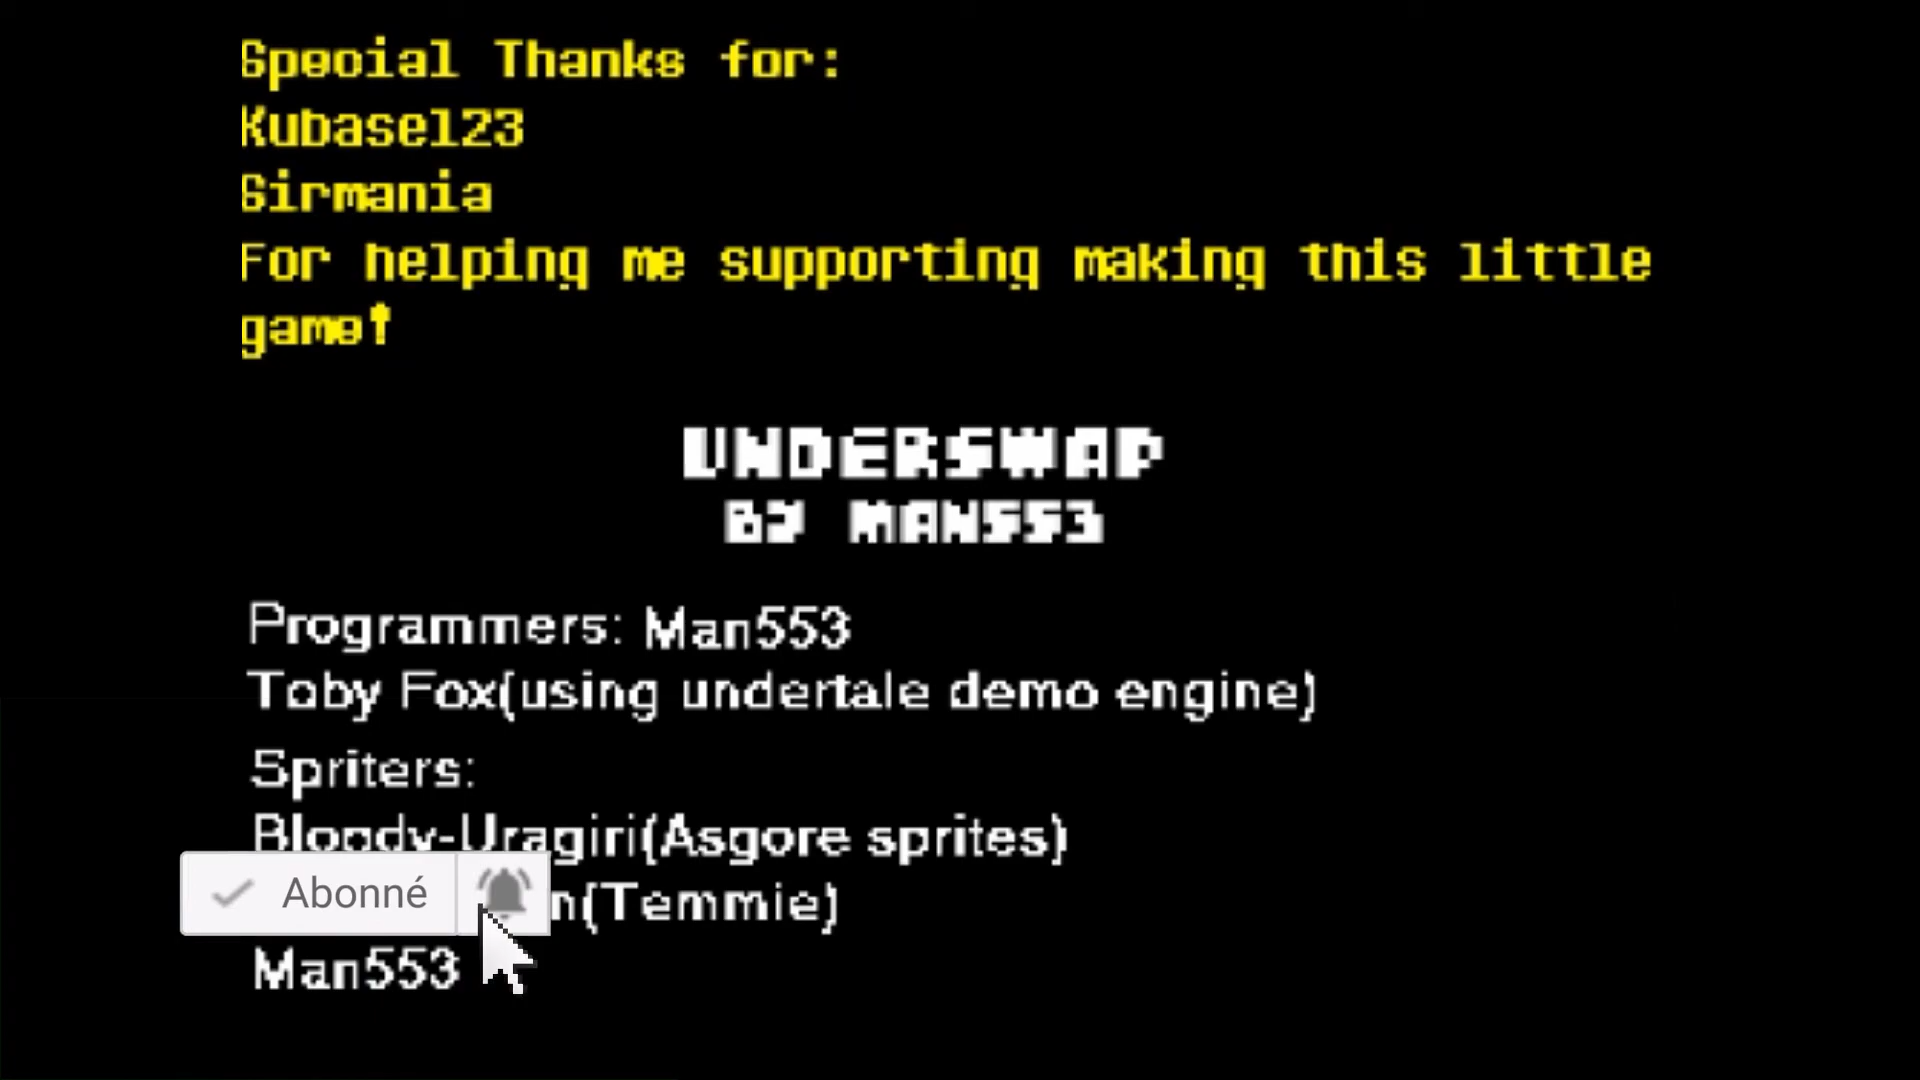 Special Thanks for:
Kubase123
Girmania
For helping me supporting making this little
game!
UNDERSWAP
BY MAN553
Programmers: Man553
Toby Fox(using undertale demo engine)
Spriters:
Bloody-Uragiri(Asgore sprites)
Abonné
n(Temmie)
Man553